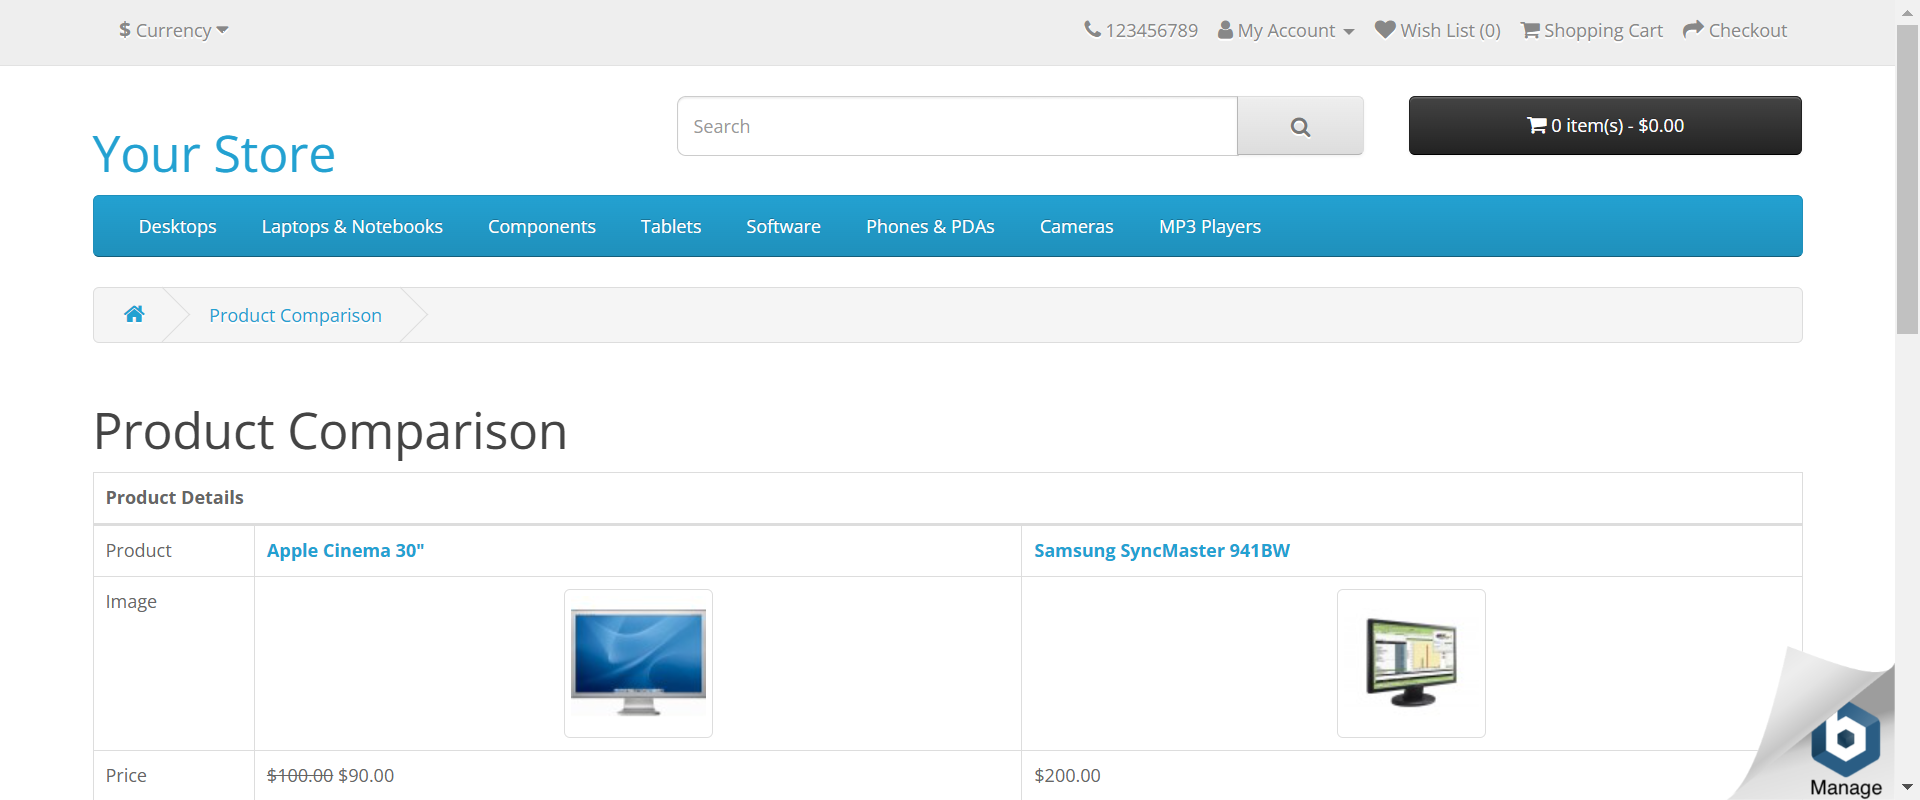 $ Currency
123456789 My Account Wish List (0) Shopping Cart Checkout
Search
0 item(s) - $0.00
Your Store
Desktops Laptops & Notebooks Components Tablets Software Phones & PDAs Cameras MP3 Players
Product Comparison
Product Comparison
Product Details
Product Apple Cinema 30" Samsung SyncMaster 941BW
Image
Price $100.00 $90.00 $200.00
b
Manage